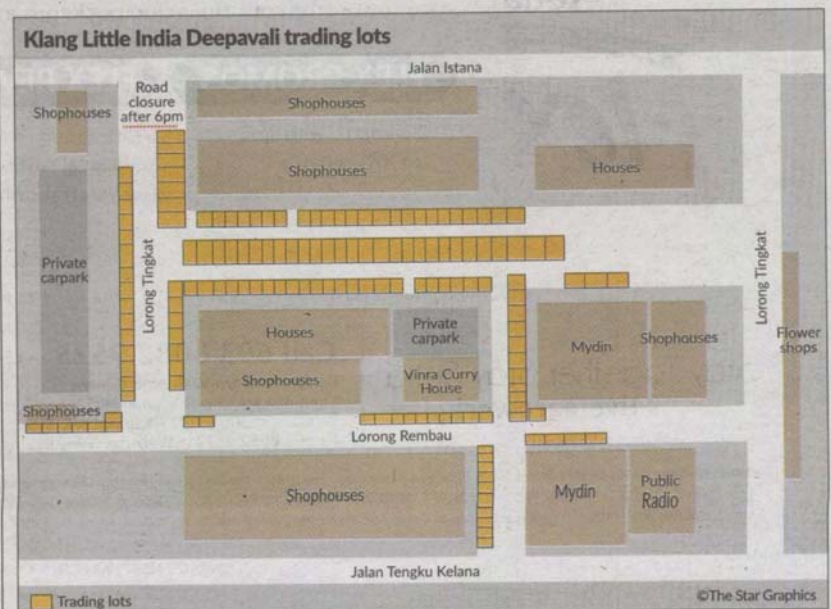 Klang Little India Deepavali trading lots
Jalan Istana
Road
closure
after 6pm
Shophouses
Shophouses
Shophouses
Houses
Private
carpark
Lorong Tingkat
Lorong Tingkat
Houses
Private
carpark
Mydin
Shophouses
Flower
shops
Shophouses
Vinra Curry
House
Shophouses
Lorong Rembau
Shophouses
Mydin
Public
Radio
Jalan Tengku Kelana
Trading lots
©The Star Graphics